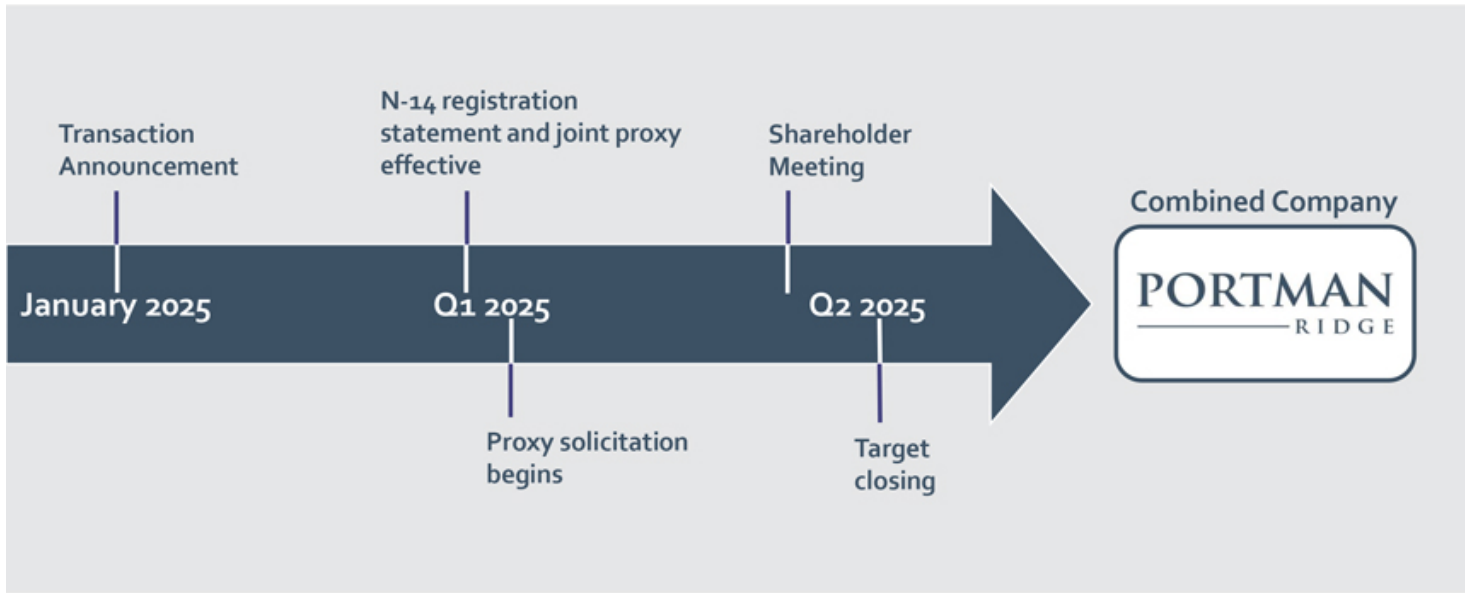 Transaction
Announcement
N-14 registration
statement and joint proxy
effective
Shareholder
Meeting
Combined Company
PORTMAN
RIDGE
January 2025
Q1 2025
Q2 2025
Proxy solicitation
begins
Target
closing